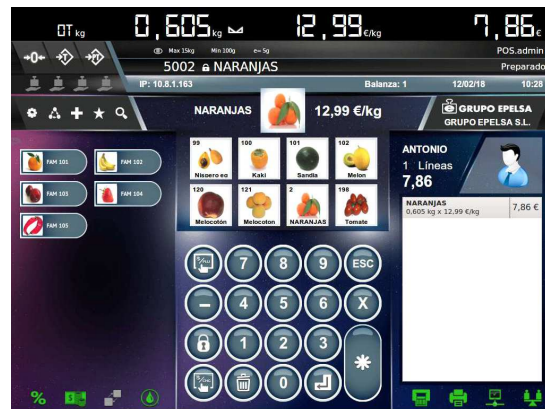 0T kg 0,605 kg 12,99 €/kg 7,86 €
Max 15kg Min 100g e= 5g POS.admin
5002 NARANJAS Preparado
IP: 10.8.1.163 Balanza: 1 12/02/18 10:28
→0← →T← →PT←
NARANJAS 12,99 €/kg GRUPO EPELSA
GRUPO EPELSA S.L.
FAM 101 FAM 102
FAM 103 FAM 104
FAM 105
99 100 101 102
Nispero eg Kaki Sandia Melon
120 121 2 198
Melocotón Melocoton NARANJAS Tomate
ANTONIO
1 Líneas
7,86
NARANJAS 7,86 €
0,605 kg x 12.99 €/kg
7 8 9 ESC
- 4 5 6 X
1 2 3
0 *
%